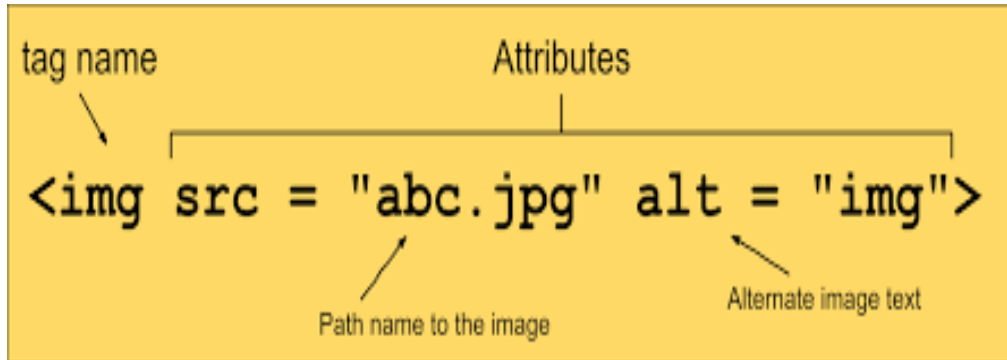 tag name
Attributes
<img src = "abc.jpg" alt = "img">
Path name to the image
Alternate image text